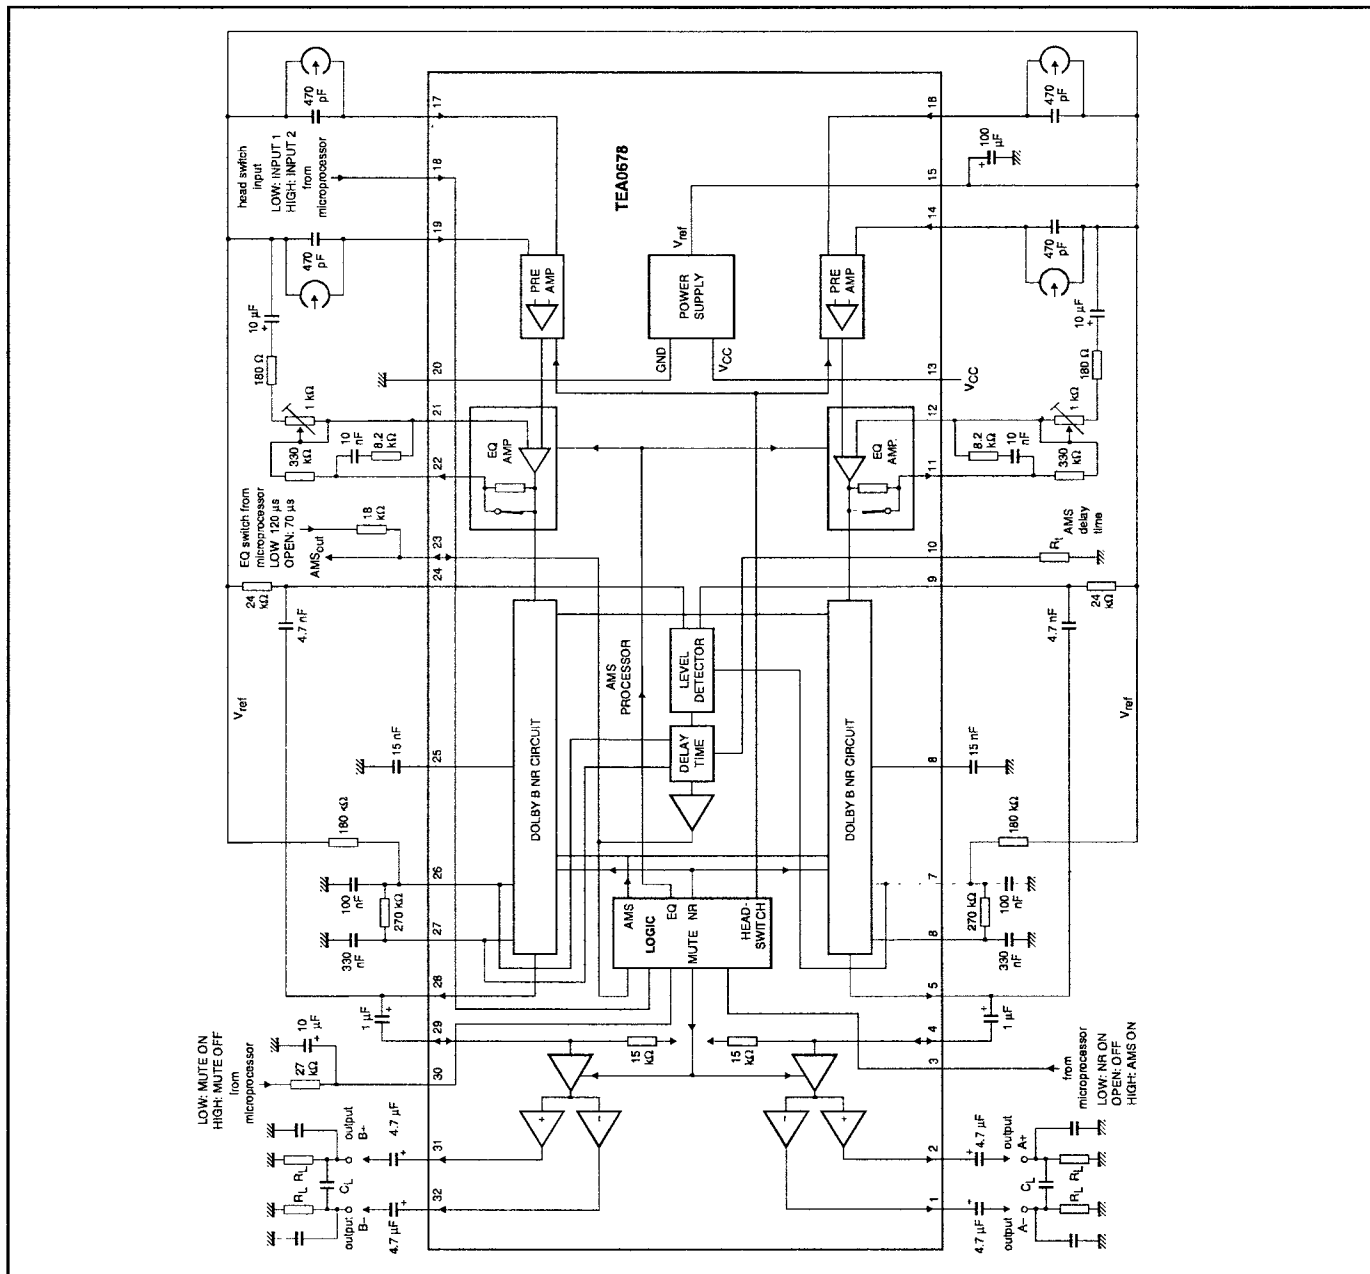 470
pF
17
head switch
input
LOW: INPUT 1
HIGH: INPUT 2
from
microprocessor
18
19
470
pF
10 µF
+
180 Ω
20
1 kΩ
21
330
kΩ
10
nF
8.2
kΩ
22
EQ switch from
microprocessor
LOW 120 µs
OPEN: 70 µs
18
kΩ
AMSout
23
24
24
kΩ
4.7 nF
Vref
15 nF
25
180 kΩ
26
100
nF
270 kΩ
27
330
nF
28
1 µF
+
29
10
µF
+
LOW: MUTE ON
HIGH: MUTE OFF
from
microprocessor
27
kΩ
30
output
B+
4.7 µF
+
31
RL
CL
RL
output
B−
4.7 µF
+
32
TEA0678
PRE
AMP
Vref
POWER
SUPPLY
GND
VCC
PRE
AMP
EQ
AMP
EQ
AMP.
DOLBY B NR CIRCUIT
AMS
PROCESSOR
LEVEL
DETECTOR
DELAY
TIME
DOLBY B NR CIRCUIT
AMS
EQ
NR
HEAD-
SWITCH
LOGIC
MUTE
15
kΩ
15
kΩ
+
-
-
+
16
470
pF
100
µF
+
15
14
470
pF
10 µF
+
180 Ω
13
VCC
12
1 kΩ
8.2
kΩ
10
nF
330
kΩ
11
10
Rt
AMS
delay
time
9
24
kΩ
4.7 nF
Vref
8
15 nF
180 kΩ
7
100
nF
270 kΩ
330
nF
5
+
1 µF
4
3
from
microprocessor
LOW: NR ON
OPEN: OFF
HIGH: AMS ON
2
4.7 µF
+
output
A+
RL
CL
RL
1
4.7 µF
+
output
A−